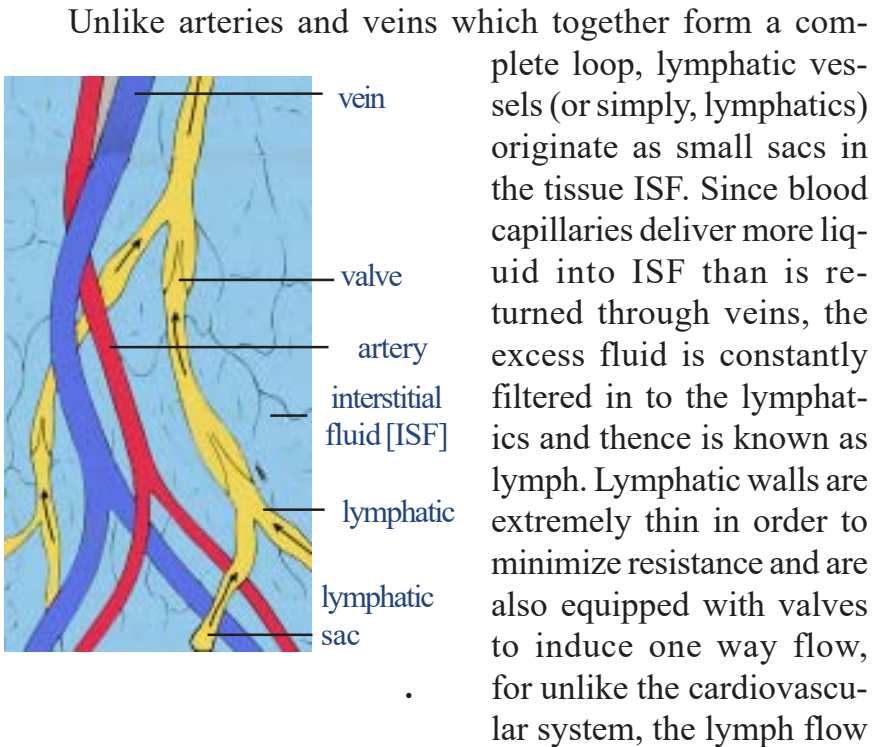 Unlike arteries and veins which together form a com-
plete loop, lymphatic ves-
sels (or simply, lymphatics)
originate as small sacs in
the tissue ISF. Since blood
capillaries deliver more liq-
uid into ISF than is re-
turned through veins, the
excess fluid is constantly
filtered in to the lymphat-
ics and thence is known as
lymph. Lymphatic walls are
extremely thin in order to
minimize resistance and are
also equipped with valves
to induce one way flow,
for unlike the cardiovascu-
lar system, the lymph flow
vein
valve
artery
interstitial
fluid [ISF]
lymphatic
lymphatic
sac
.